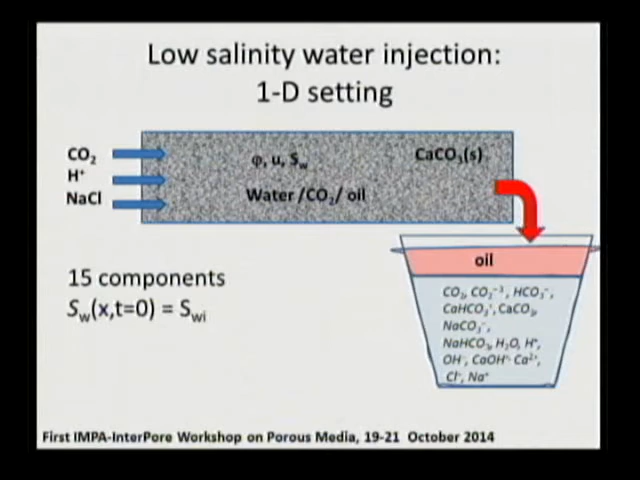 Low salinity water injection:
1-D setting
CO₂
H⁺
NaCl
φ, u, S_w
CaCO₃(s)
Water /CO₂/ oil
15 components
S_w(x,t=0) = S_wi
oil
CO₂, CO₃⁻², HCO₃⁻,
CaHCO₃⁺, CaCO₃,
NaCO₃⁻,
NaHCO₃, H₂O, H⁺,
OH⁻, CaOH⁺ Ca²⁺,
Cl⁻, Na⁺
First IMPA-InterPore Workshop on Porous Media, 19-21 October 2014